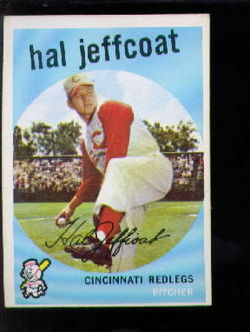 hal jeffcoat
Hal Jeffcoat
CINCINNATI REDLEGS
PITCHER